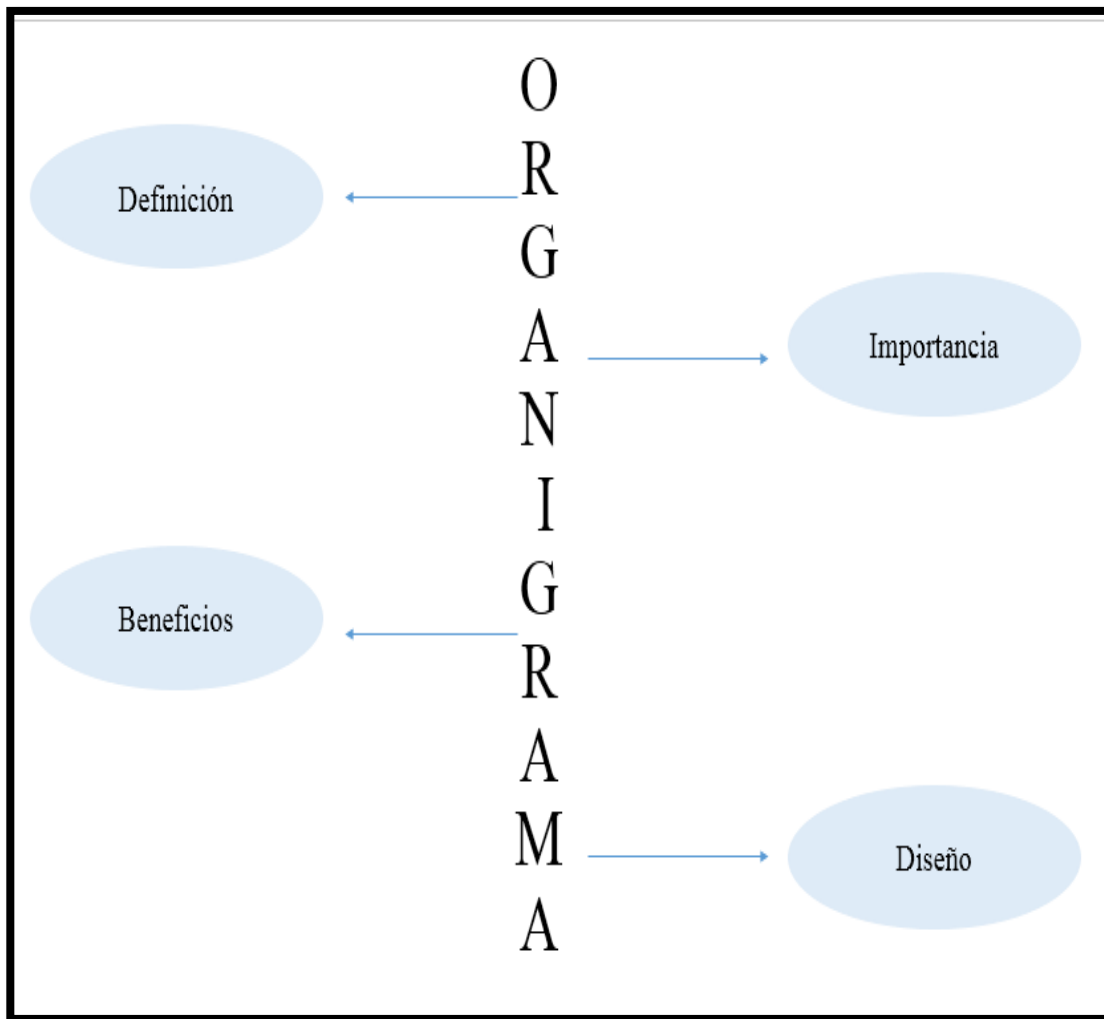 O
R
G
A
N
I
G
R
A
M
A
Definición
Importancia
Beneficios
Diseño